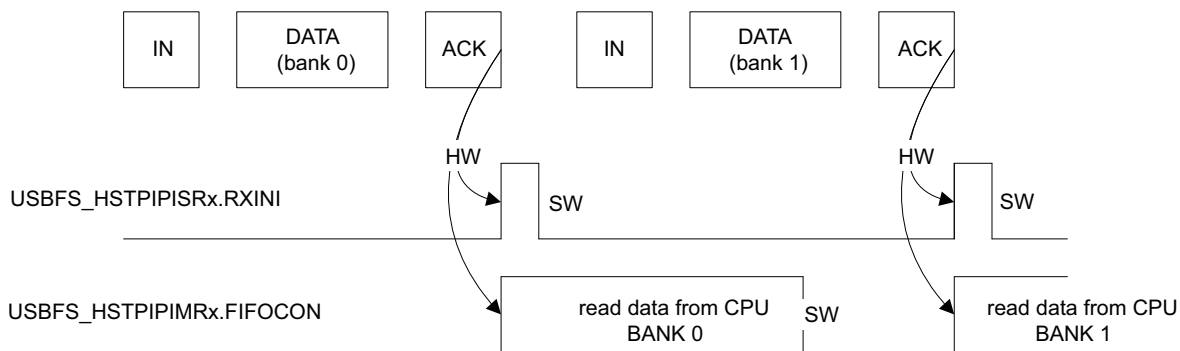 IN
DATA
(bank 0)
ACK
IN
DATA
(bank 1)
ACK
HW
HW
USBFS_HSTPIPISRx.RXINI
SW
SW
USBFS_HSTPIPIMRx.FIFOCON
read data from CPU
BANK 0
SW
read data from CPU
BANK 1